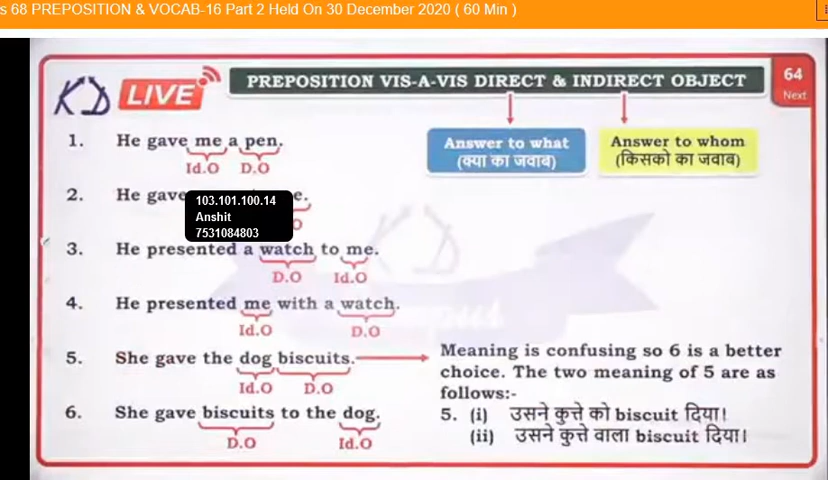 s 68 PREPOSITION & VOCAB-16 Part 2 Held On 30 December 2020 ( 60 Min )
KD LIVE
PREPOSITION VIS-A-VIS DIRECT & INDIRECT OBJECT
64
Next
Answer to what
(क्या का जवाब)
Answer to whom
(किसको का जवाब)
1. He gave me a pen.
Id.O D.O
2. He gave e.
O
103.101.100.14
Anshit
7531084803
3. He presented a watch to me.
D.O Id.O
4. He presented me with a watch.
Id.O D.O
5. She gave the dog biscuits.
Id.O D.O
6. She gave biscuits to the dog.
D.O Id.O
Meaning is confusing so 6 is a better
choice. The two meaning of 5 are as
follows:-
5. (i) उसने कुत्ते को biscuit दिया।
(ii) उसने कुत्ते वाला biscuit दिया।